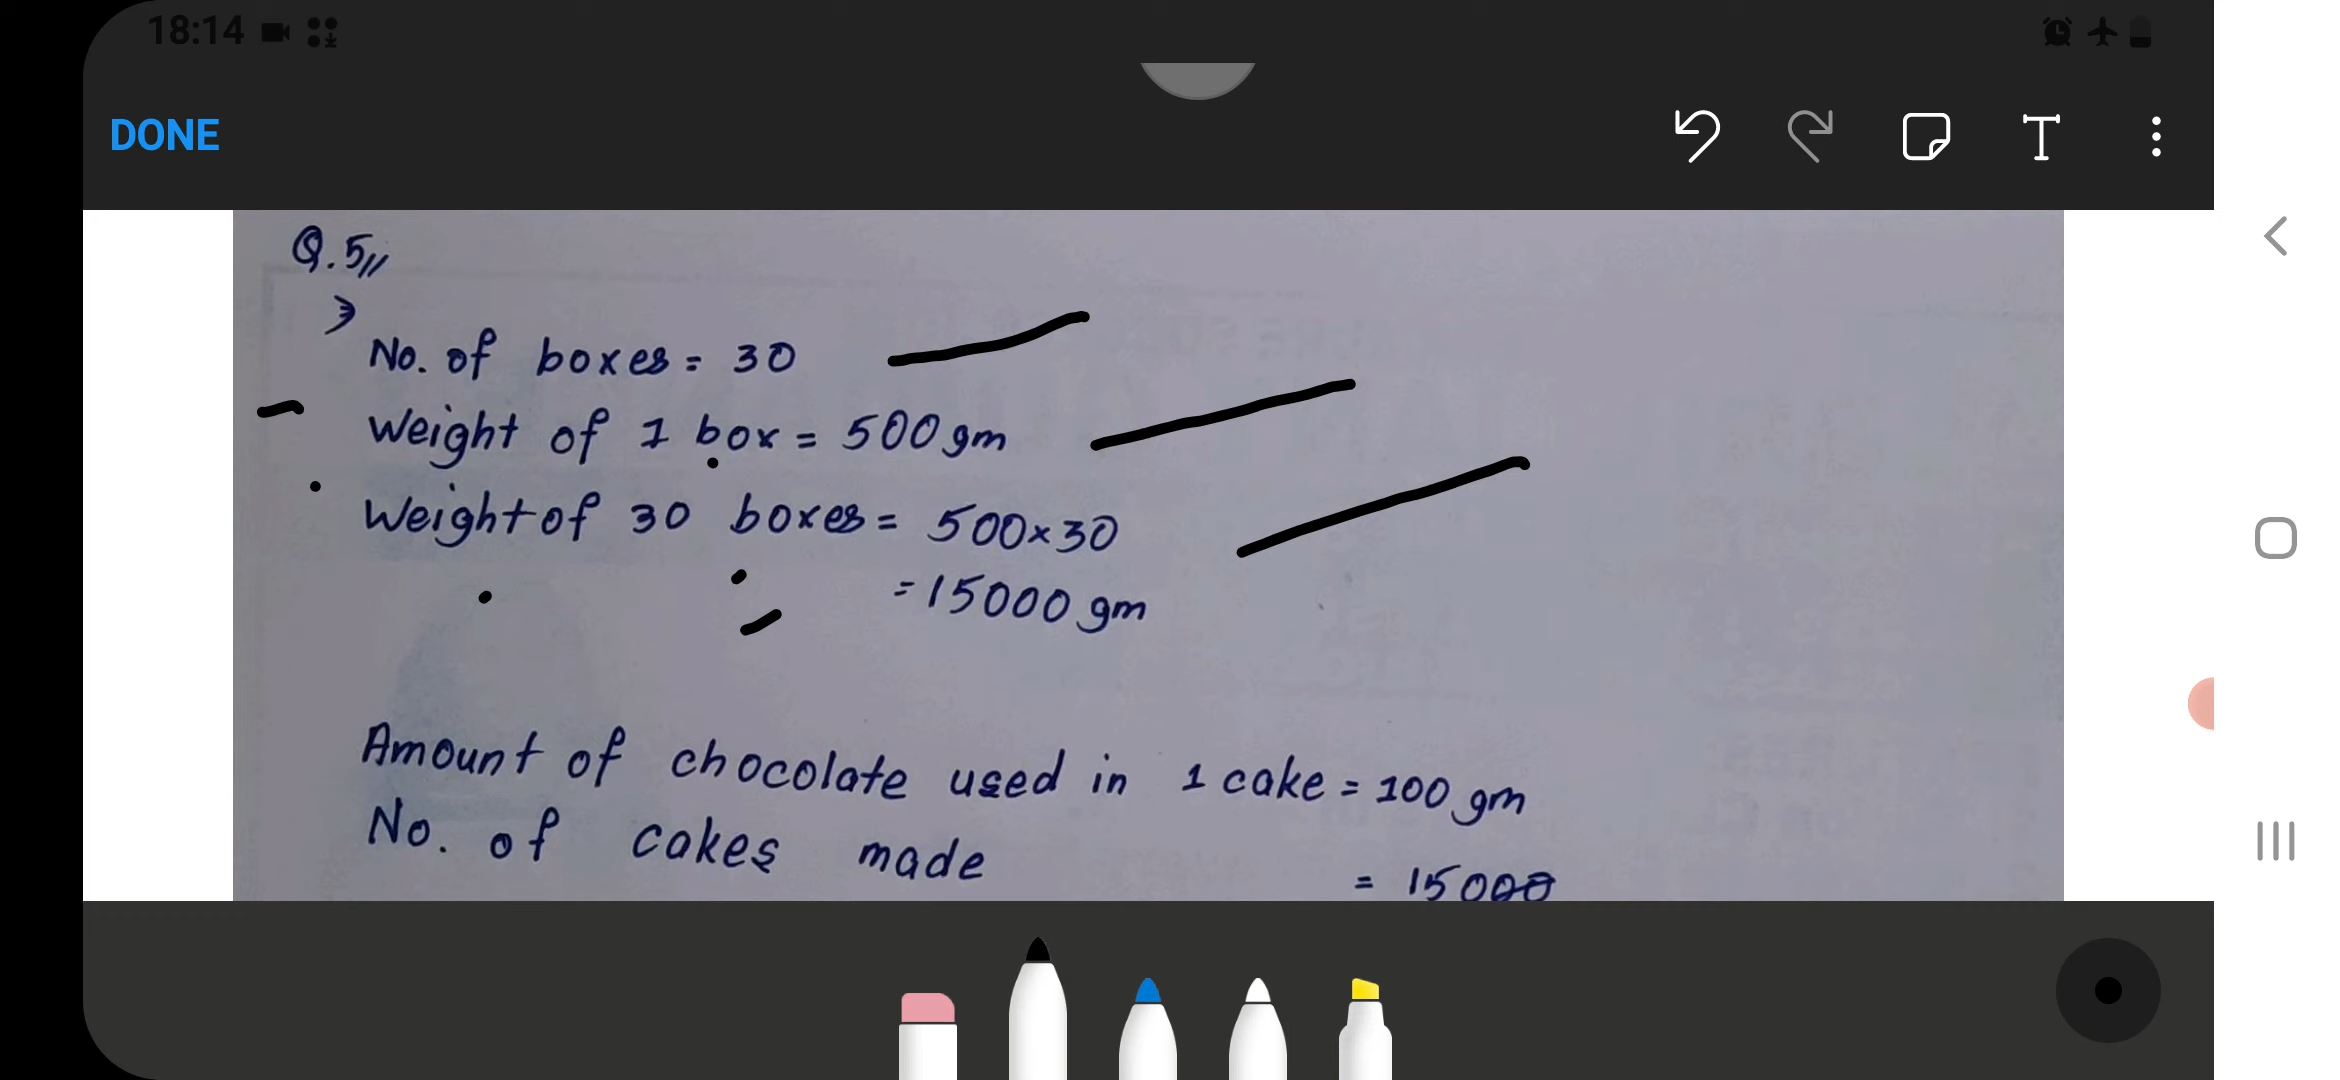 18:14
DONE
T
Q.5
No. of boxes = 30
Weight of 1 box = 500 gm
Weight of 30 boxes = 500×30
= 15000 gm
Amount of chocolate used in 1 cake = 100 gm
No. of cakes made
= 15000